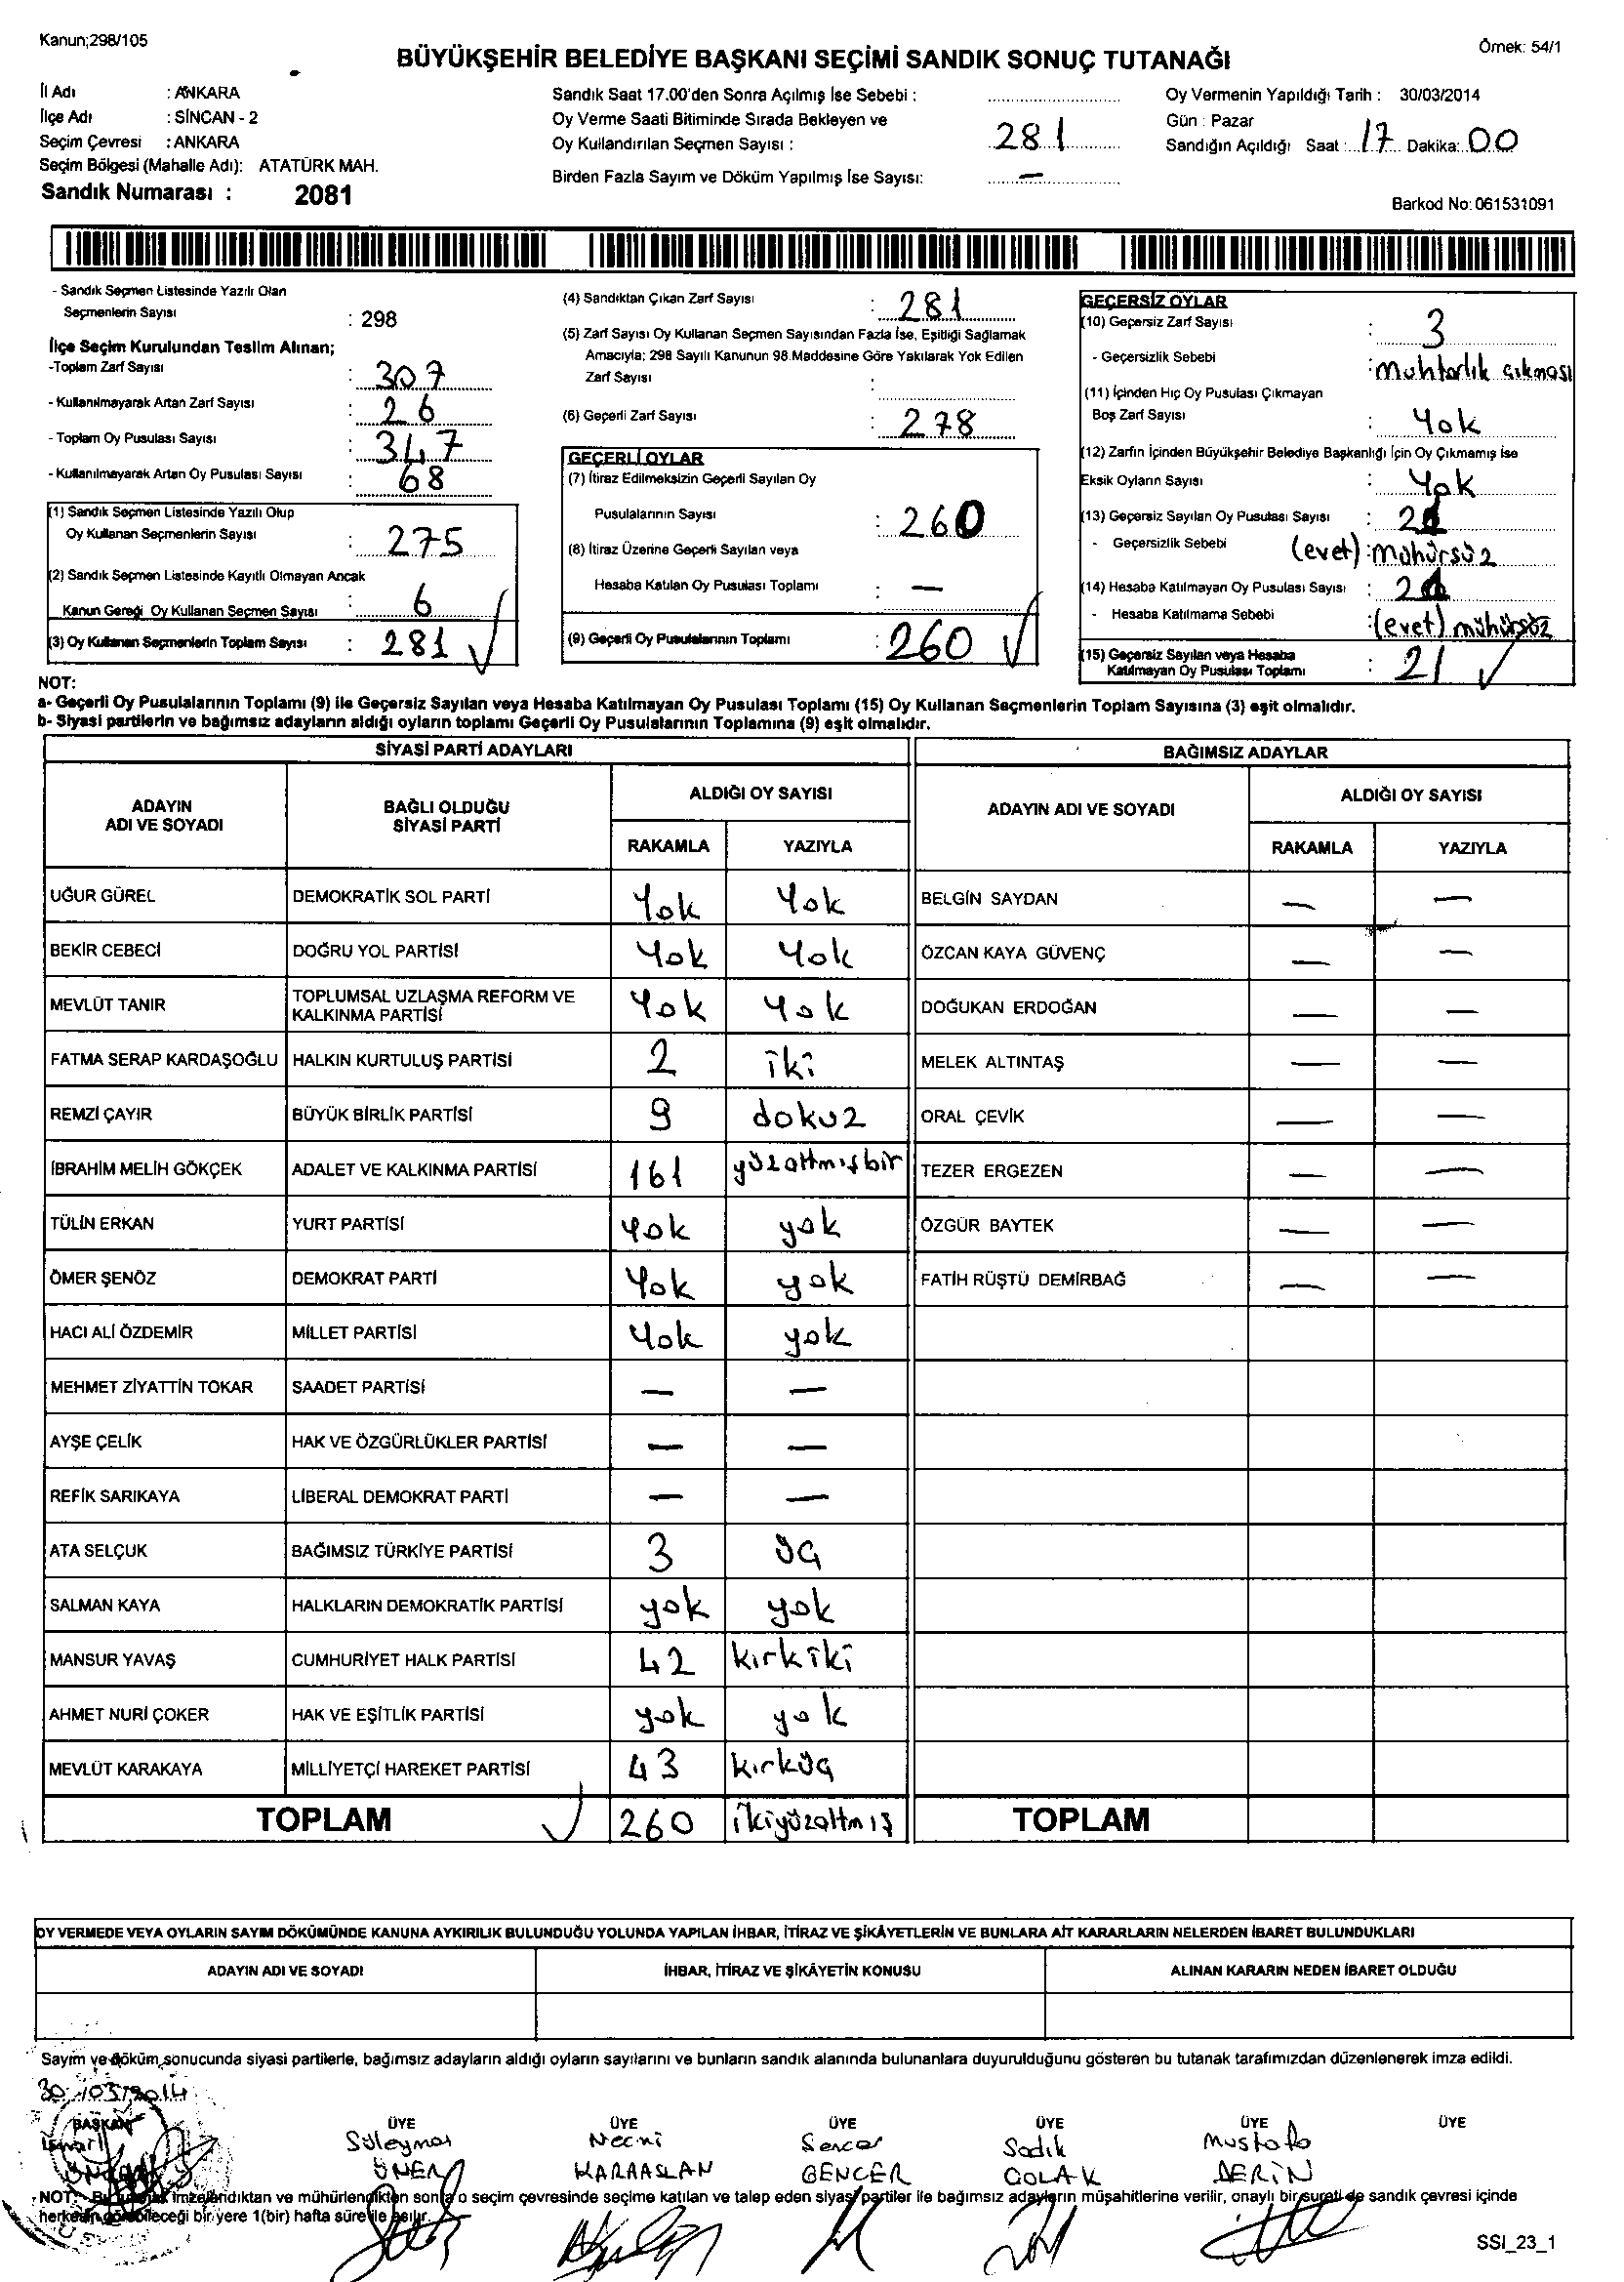 Kanun;298/105
Örnek: 54/1
BÜYÜKŞEHİR BELEDİYE BAŞKANI SEÇİMİ SANDIK SONUÇ TUTANAĞI
İl Adı : ANKARA
İlçe Adı : SİNCAN - 2
Seçim Çevresi : ANKARA
Seçim Bölgesi (Mahalle Adı): ATATÜRK MAH.
Sandık Numarası : 2081
Sandık Saat 17.00'den Sonra Açılmış İse Sebebi :
Oy Verme Saati Bitiminde Sırada Bekleyen ve
Oy Kullandırılan Seçmen Sayısı : 281
Birden Fazla Sayım ve Döküm Yapılmış İse Sayısı: —
Oy Vermenin Yapıldığı Tarih : 30/03/2014
Gün : Pazar
Sandığın Açıldığı Saat : 17 Dakika: 00
Barkod No: 061531091
- Sandık Seçmen Listesinde Yazılı Olan
Seçmenlerin Sayısı : 298
İlçe Seçim Kurulundan Teslim Alınan;
-Toplam Zarf Sayısı : 307
- Kullanılmayarak Artan Zarf Sayısı : 26
- Toplam Oy Pusulası Sayısı : 347
- Kullanılmayarak Artan Oy Pusulası Sayısı : 68
(1) Sandık Seçmen Listesinde Yazılı Olup
Oy Kullanan Seçmenlerin Sayısı : 275
(2) Sandık Seçmen Listesinde Kayıtlı Olmayan Ancak
Kanun Gereği Oy Kullanan Seçmen Sayısı : 6
(3) Oy Kullanan Seçmenlerin Toplam Sayısı : 281
(4) Sandıktan Çıkan Zarf Sayısı : 281
(5) Zarf Sayısı Oy Kullanan Seçmen Sayısından Fazla İse, Eşitliği Sağlamak
Amacıyla; 298 Sayılı Kanunun 98.Maddesine Göre Yakılarak Yok Edilen
Zarf Sayısı :
(6) Geçerli Zarf Sayısı : 278
GEÇERLİ OYLAR
(7) İtiraz Edilmeksizin Geçerli Sayılan Oy
Pusulalarının Sayısı : 260
(8) İtiraz Üzerine Geçerli Sayılan veya
Hesaba Katılan Oy Pusulası Toplamı : —
(9) Geçerli Oy Pusulalarının Toplamı : 260
GEÇERSİZ OYLAR
(10) Geçersiz Zarf Sayısı : 3
- Geçersizlik Sebebi : muhtarlık çıkması
(11) İçinden Hiç Oy Pusulası Çıkmayan
Boş Zarf Sayısı : Yok
(12) Zarfın İçinden Büyükşehir Belediye Başkanlığı İçin Oy Çıkmamış ise
Eksik Oyların Sayısı : Yok
(13) Geçersiz Sayılan Oy Pusulası Sayısı : 21
- Geçersizlik Sebebi (evet) : mühürsüz
(14) Hesaba Katılmayan Oy Pusulası Sayısı : 21
- Hesaba Katılmama Sebebi : (evet) mühürsüz
(15) Geçersiz Sayılan veya Hesaba
Katılmayan Oy Pusulası Toplamı : 21
NOT:
a- Geçerli Oy Pusulalarının Toplamı (9) ile Geçersiz Sayılan veya Hesaba Katılmayan Oy Pusulası Toplamı (15) Oy Kullanan Seçmenlerin Toplam Sayısına (3) eşit olmalıdır.
b- Siyasi partilerin ve bağımsız adayların aldığı oyların toplamı Geçerli Oy Pusulalarının Toplamına (9) eşit olmalıdır.
SİYASİ PARTİ ADAYLARI BAĞIMSIZ ADAYLAR
ADAYIN ADI VE SOYADI BAĞLI OLDUĞU SİYASİ PARTİ ALDIĞI OY SAYISI ADAYIN ADI VE SOYADI ALDIĞI OY SAYISI
RAKAMLA YAZIYLA RAKAMLA YAZIYLA
UĞUR GÜREL DEMOKRATİK SOL PARTİ Yok Yok BELGİN SAYDAN — —
BEKİR CEBECİ DOĞRU YOL PARTİSİ Yok Yok ÖZCAN KAYA GÜVENÇ — —
MEVLÜT TANIR TOPLUMSAL UZLAŞMA REFORM VE KALKINMA PARTİSİ Yok Yok DOĞUKAN ERDOĞAN — —
FATMA SERAP KARDAŞOĞLU HALKIN KURTULUŞ PARTİSİ 2 iki MELEK ALTINTAŞ — —
REMZİ ÇAYIR BÜYÜK BİRLİK PARTİSİ 9 dokuz ORAL ÇEVİK — —
İBRAHİM MELİH GÖKÇEK ADALET VE KALKINMA PARTİSİ 161 yüzaltmışbir TEZER ERGEZEN — —
TÜLİN ERKAN YURT PARTİSİ Yok yok ÖZGÜR BAYTEK — —
ÖMER ŞENÖZ DEMOKRAT PARTİ Yok yok FATİH RÜŞTÜ DEMİRBAĞ — —
HACI ALİ ÖZDEMİR MİLLET PARTİSİ Yok yok
MEHMET ZİYATTİN TOKAR SAADET PARTİSİ — —
AYŞE ÇELİK HAK VE ÖZGÜRLÜKLER PARTİSİ — —
REFİK SARIKAYA LİBERAL DEMOKRAT PARTİ — —
ATA SELÇUK BAĞIMSIZ TÜRKİYE PARTİSİ 3 üç
SALMAN KAYA HALKLARIN DEMOKRATİK PARTİSİ yok yok
MANSUR YAVAŞ CUMHURİYET HALK PARTİSİ 42 kırkiki
AHMET NURİ ÇOKER HAK VE EŞİTLİK PARTİSİ yok yok
MEVLÜT KARAKAYA MİLLİYETÇİ HAREKET PARTİSİ 43 kırküç
TOPLAM 260 ikiyüzaltmış TOPLAM
OY VERMEDE VEYA OYLARIN SAYIM DÖKÜMÜNDE KANUNA AYKIRILIK BULUNDUĞU YOLUNDA YAPILAN İHBAR, İTİRAZ VE ŞİKÂYETLERİN VE BUNLARA AİT KARARLARIN NELERDEN İBARET BULUNDUKLARI
ADAYIN ADI VE SOYADI İHBAR, İTİRAZ VE ŞİKÂYETİN KONUSU ALINAN KARARIN NEDEN İBARET OLDUĞU
Sayım ve döküm sonucunda siyasi partilerle, bağımsız adayların aldığı oyların sayılarını ve bunların sandık alanında bulunanlara duyurulduğunu gösteren bu tutanak tarafımızdan düzenlenerek imza edildi.
30/03/2014
BAŞKAN ÜYE ÜYE ÜYE ÜYE ÜYE ÜYE
İsmail Süleyman Necmi Sencer Sadık Mustafa
ÜNER KARAASLAN GENCER ÇOLAK DERİN
NOT: Bu tutanak imzalandıktan ve mühürlendikten sonra o seçim çevresinde seçime katılan ve talep eden siyasi partiler ile bağımsız adayların müşahitlerine verilir, onaylı bir sureti de sandık çevresi içinde
herkesin görebileceği bir yere 1(bir) hafta süre ile asılır.
SSI_23_1